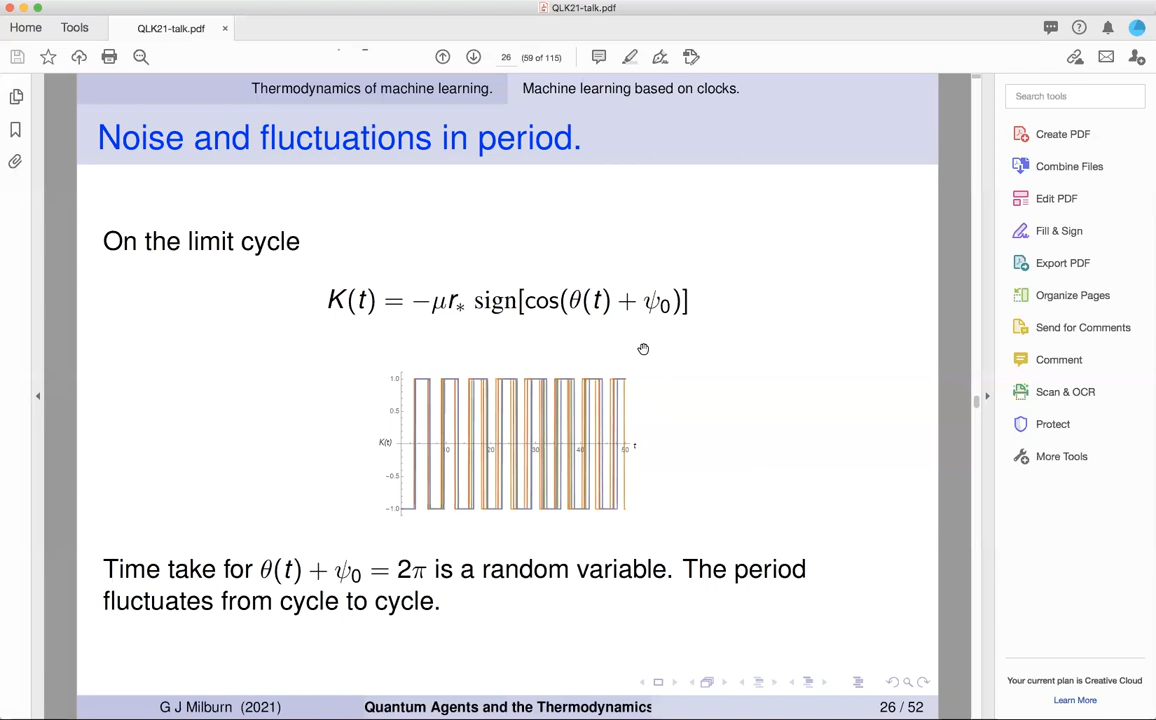 QLK21-talk.pdf
Home Tools QLK21-talk.pdf ×
26 (59 of 115)
Thermodynamics of machine learning. Machine learning based on clocks.
Noise and fluctuations in period.
On the limit cycle
K(t) = −μr∗ sign[cos(θ(t) + ψ0)]
1.0
0.5
K(t)
10 20 30 40 50 t
−0.5
−1.0
Time take for θ(t) + ψ0 = 2π is a random variable. The period
fluctuates from cycle to cycle.
G J Milburn (2021) Quantum Agents and the Thermodynamics 26 / 52
Search tools
Create PDF
Combine Files
Edit PDF
Fill & Sign
Export PDF
Organize Pages
Send for Comments
Comment
Scan & OCR
Protect
More Tools
Your current plan is Creative Cloud
Learn More